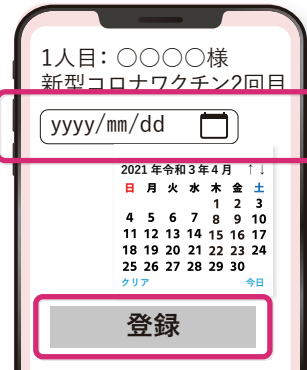 1人目：○○○○様
新型コロナワクチン2回目
yyyy/mm/dd
2021 年令和 3 年 4 月 ↑↓
日 月 火 水 木 金 土
1 2 3
4 5 6 7 8 9 10
11 12 13 14 15 16 17
18 19 20 21 22 23 24
25 26 27 28 29 30
クリア 今日
登録